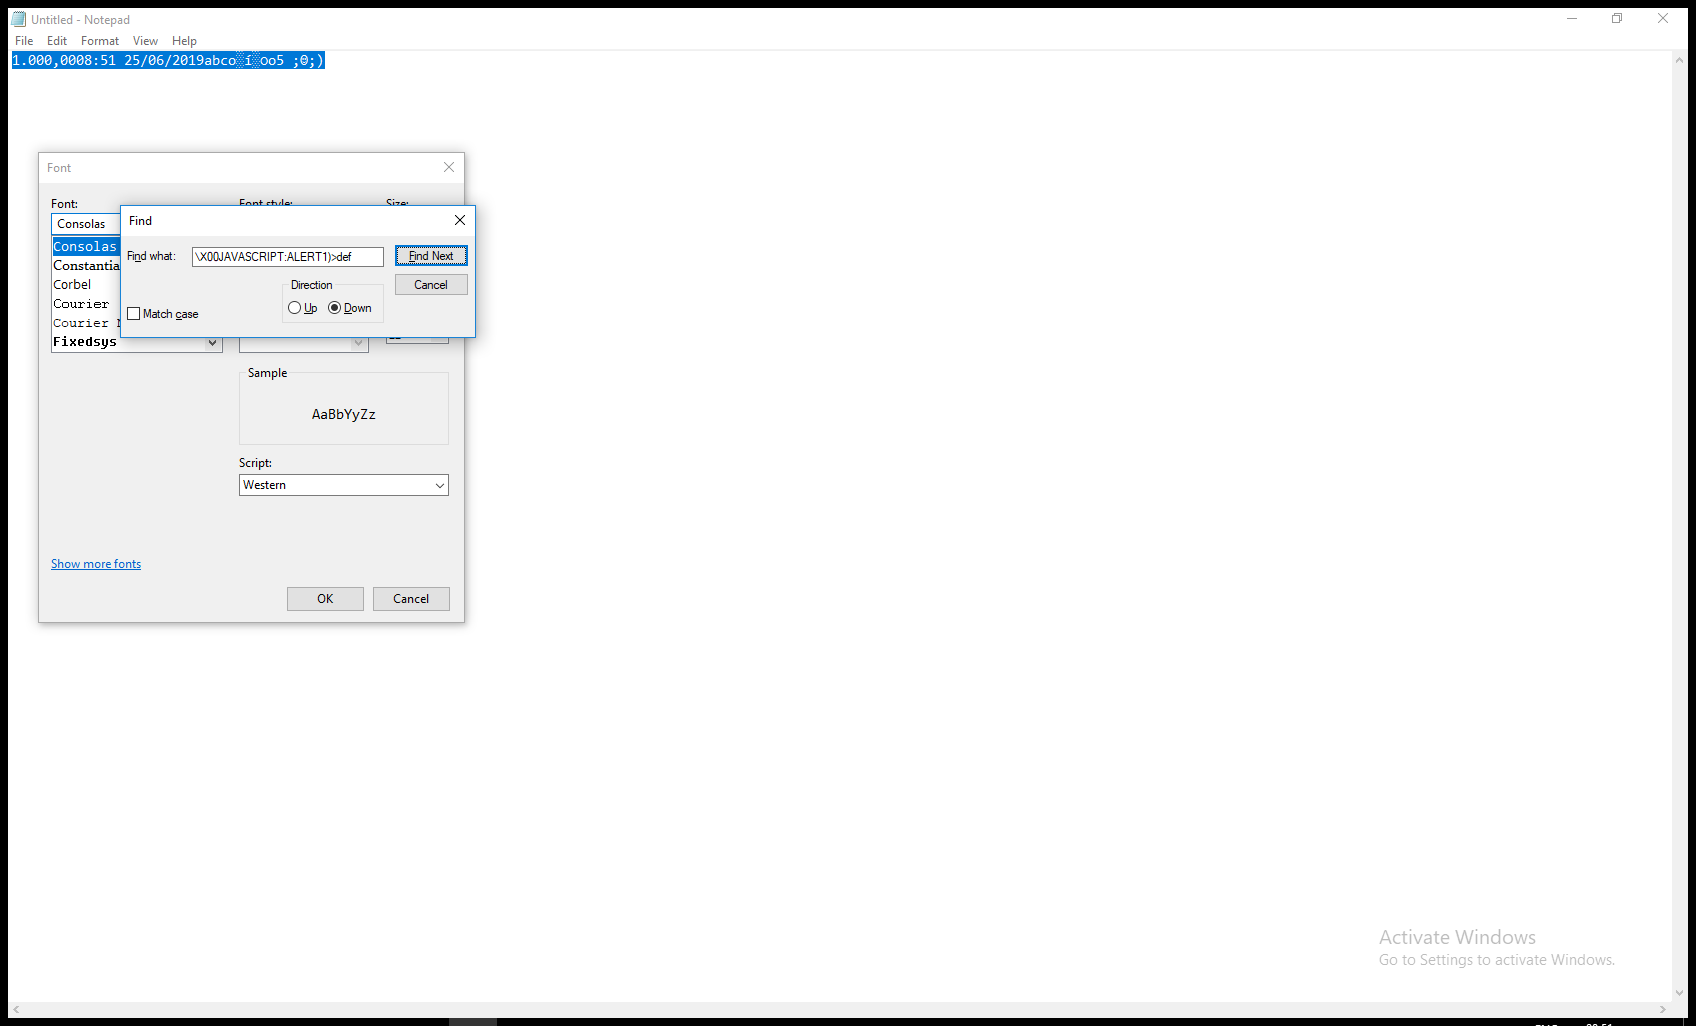 Untitled - Notepad
File Edit Format View Help
1.000,0008:51 25/06/2019abco░í░oo5 ;Θ;)
Font
Font: Font style: Size:
Consolas
Consolas
Constantia
Corbel
Courier
Courier
Fixedsys
Find
Find what: \X00JAVASCRIPT:ALERT1)>def Find Next
Direction Cancel
Up Down
Match case
Sample
AaBbYyZz
Script:
Western
Show more fonts
OK Cancel
Activate Windows
Go to Settings to activate Windows.